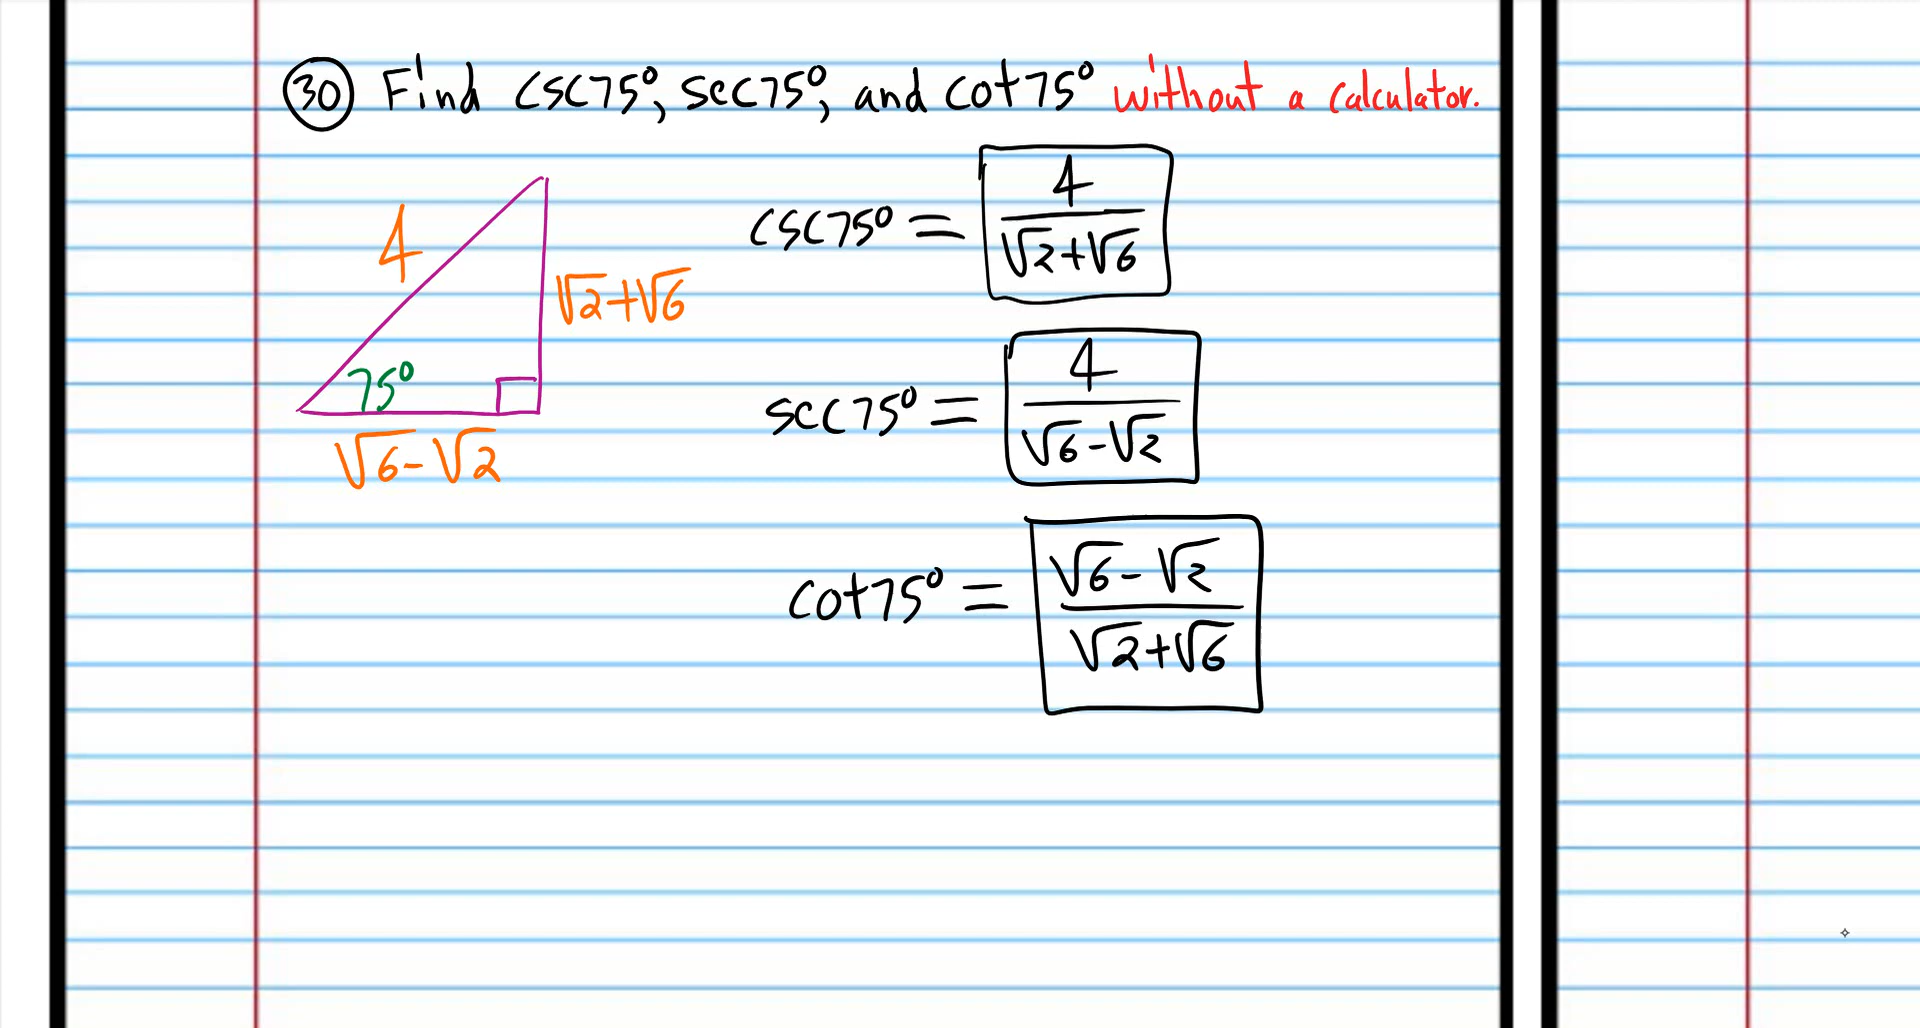 30 Find csc75°, sec75°, and cot75° without a calculator.
4
√2+√6
75°
√6-√2
csc75° = 4/(√2+√6)
sec75° = 4/(√6-√2)
cot75° = (√6-√2)/(√2+√6)